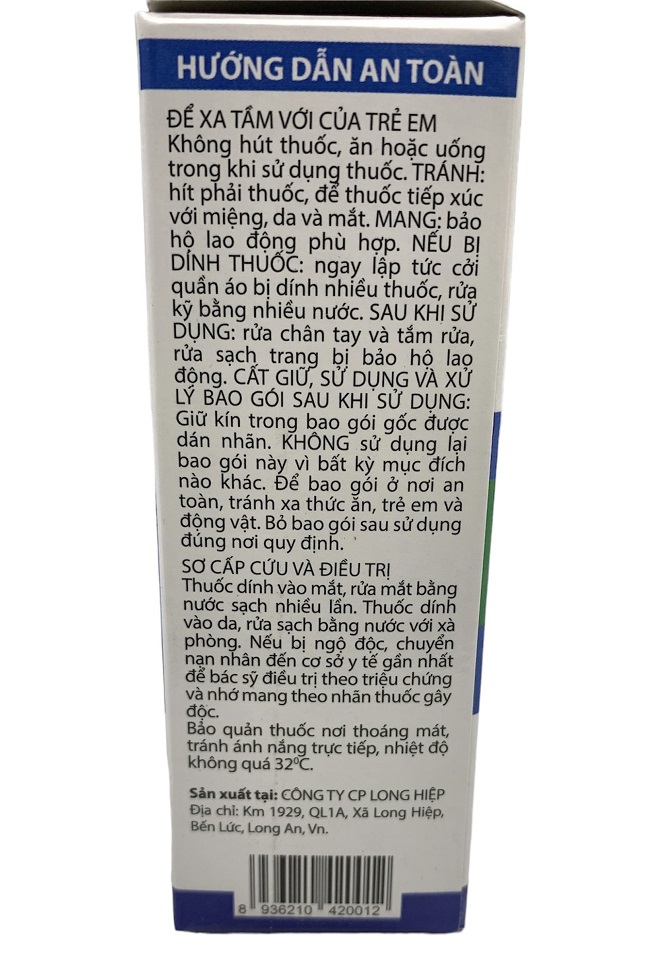 HƯỚNG DẪN AN TOÀN
ĐỂ XA TẦM VỚI CỦA TRẺ EM
Không hút thuốc, ăn hoặc uống
trong khi sử dụng thuốc. TRÁNH:
hít phải thuốc, để thuốc tiếp xúc
với miệng, da và mắt. MANG: bảo
hộ lao động phù hợp. NẾU BỊ
DÍNH THUỐC: ngay lập tức cởi
quần áo bị dính nhiều thuốc, rửa
kỹ bằng nhiều nước. SAU KHI SỬ
DỤNG: rửa chân tay và tắm rửa,
rửa sạch trang bị bảo hộ lao
động. CẤT GIỮ, SỬ DỤNG VÀ XỬ
LÝ BAO GÓI SAU KHI SỬ DỤNG:
Giữ kín trong bao gói gốc được
dán nhãn. KHÔNG sử dụng lại
bao gói này vì bất kỳ mục đích
nào khác. Để bao gói ở nơi an
toàn, tránh xa thức ăn, trẻ em và
động vật. Bỏ bao gói sau sử dụng
đúng nơi quy định.
SƠ CẤP CỨU VÀ ĐIỀU TRỊ
Thuốc dính vào mắt, rửa mắt bằng
nước sạch nhiều lần. Thuốc dính
vào da, rửa sạch bằng nước với xà
phòng. Nếu bị ngộ độc, chuyển
nạn nhân đến cơ sở y tế gần nhất
để bác sỹ điều trị theo triệu chứng
và nhớ mang theo nhãn thuốc gây
độc.
Bảo quản thuốc nơi thoáng mát,
tránh ánh nắng trực tiếp, nhiệt độ
không quá 32⁰C.
Sản xuất tại: CÔNG TY CP LONG HIỆP
Địa chỉ: Km 1929, QL1A, Xã Long Hiệp,
Bến Lức, Long An, Vn.
8 936210 420012